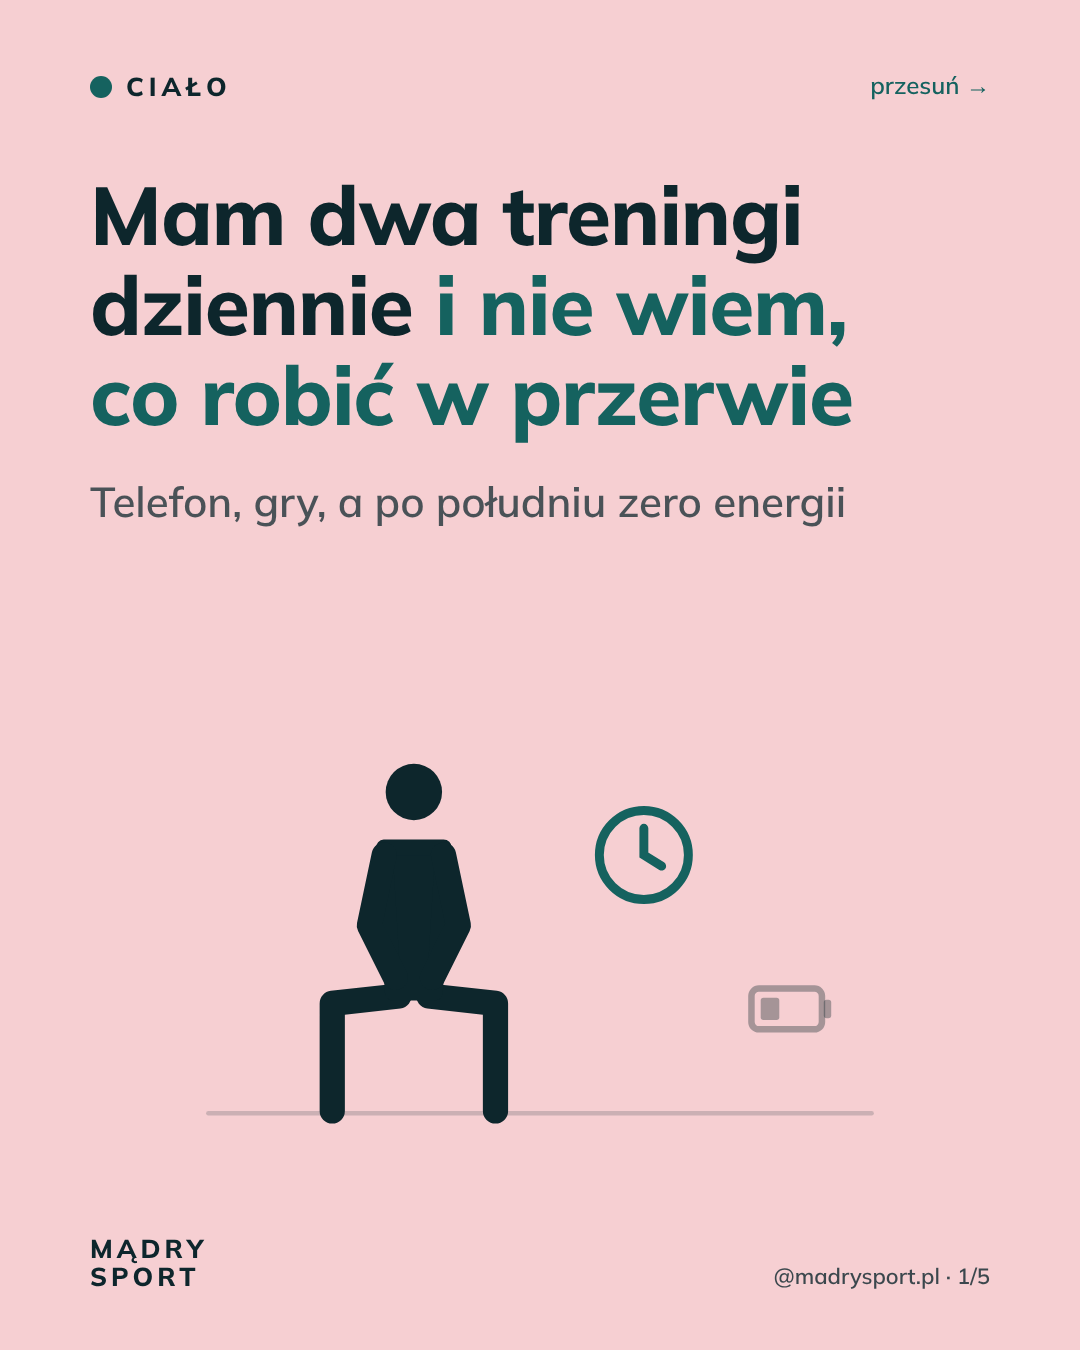 CIAŁO
przesuń →
Mam dwa treningi
dziennie i nie wiem,
co robić w przerwie
Telefon, gry, a po południu zero energii
MĄDRY
SPORT
@madrysport.pl · 1/5